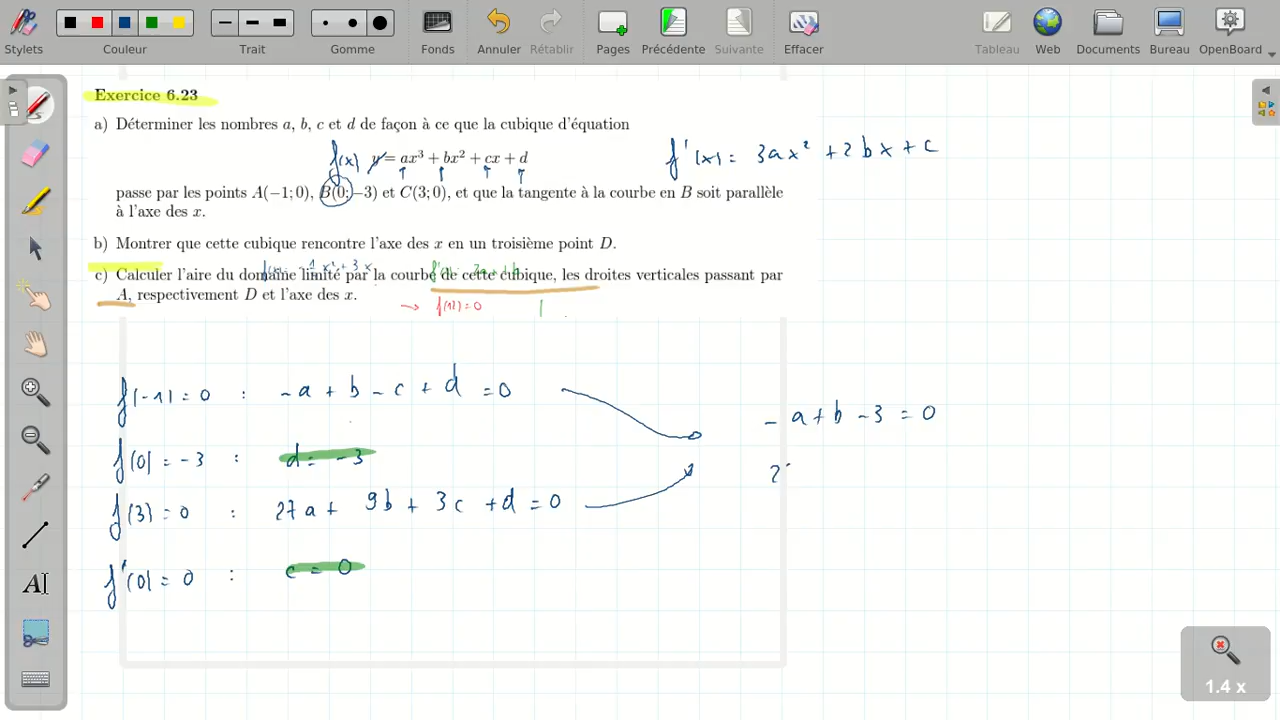 Stylets Couleur Trait Gomme Fonds Annuler Rétablir Pages Précédente Suivante Effacer Tableau Web Documents Bureau OpenBoard
Exercice 6.23
a) Déterminer les nombres a, b, c et d de façon à ce que la cubique d'équation
f(x) y = ax³ + bx² + cx + d
f'(x) = 3ax² + 2bx + c
passe par les points A(−1; 0), B(0; −3) et C(3; 0), et que la tangente à la courbe en B soit parallèle
à l'axe des x.
b) Montrer que cette cubique rencontre l'axe des x en un troisième point D.
c) Calculer l'aire du domaine limité par la courbe de cette cubique, les droites verticales passant par
A, respectivement D et l'axe des x.
→ f(12) = 0
f(-1) = 0 : -a + b - c + d = 0
-a + b - 3 = 0
f(0) = -3 : d = -3
2
f(3) = 0 : 27a + 9b + 3c + d = 0
f'(0) = 0 : c = 0
A
1.4 x